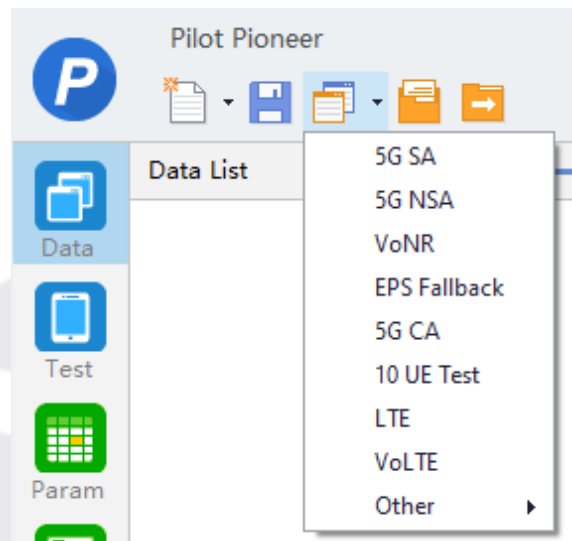 Pilot Pioneer
P
Data List
Data
Test
Param
5G SA
5G NSA
VoNR
EPS Fallback
5G CA
10 UE Test
LTE
VoLTE
Other